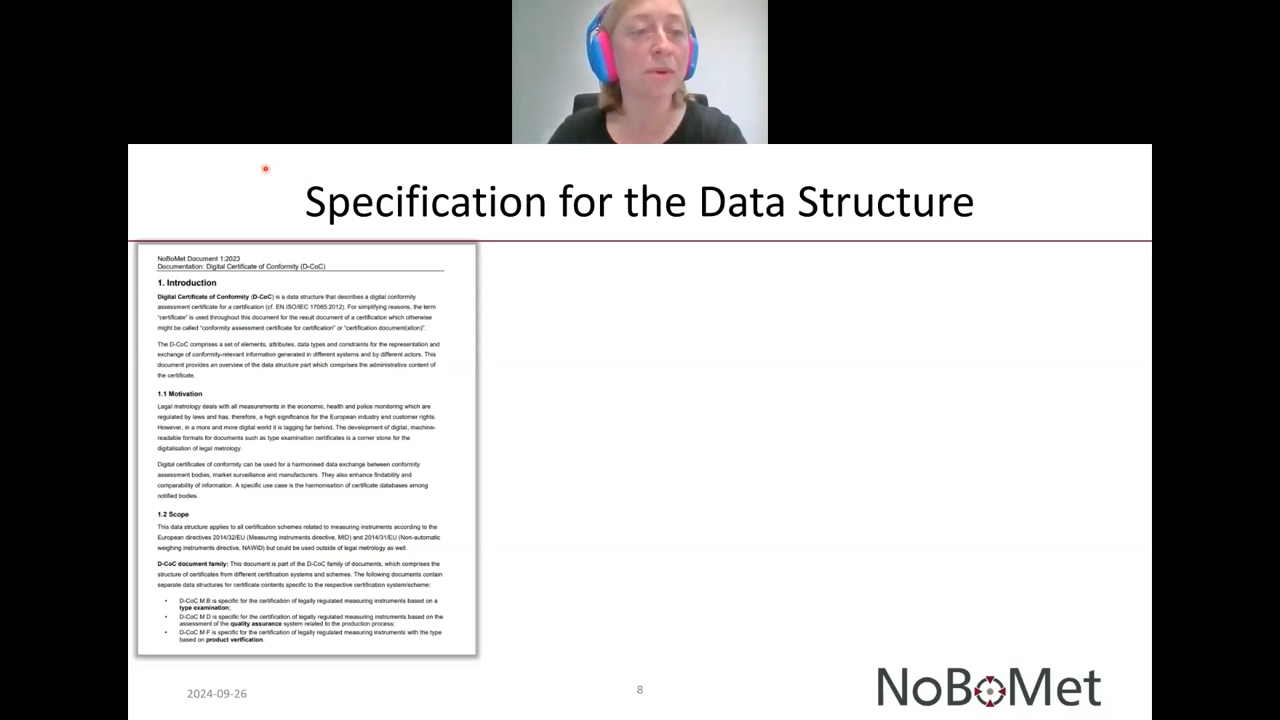 Specification for the Data Structure
NoBoMet Document 1:2023
Documentation: Digital Certificate of Conformity (D-CoC)
1. Introduction
Digital Certificate of Conformity (D-CoC) is a data structure that describes a digital conformity
assessment certificate for a certification (cf. EN ISO/IEC 17065:2012). For simplifying reasons, the term
"certificate" is used throughout this document for the result document of a certification which otherwise
might be called "conformity assessment certificate for certification" or "certification document(ation)".
The D-CoC comprises a set of elements, attributes, data types and constraints for the representation and
exchange of conformity-relevant information generated in different systems and by different actors. This
document provides an overview of the data structure part which comprises the administrative content of
the certificate.
1.1 Motivation
Legal metrology deals with all measurements in the economic, health and police monitoring which are
regulated by laws and has, therefore, a high significance for the European industry and customer rights.
However, in a more and more digital world it is lagging far behind. The development of digital, machine-
readable formats for documents such as type examination certificates is a corner stone for the
digitalisation of legal metrology.
Digital certificates of conformity can be used for a harmonised data exchange between conformity
assessment bodies, market surveillance and manufacturers. They also enhance findability and
comparability of information. A specific use case is the harmonisation of certificate databases among
notified bodies.
1.2 Scope
This data structure applies to all certification schemes related to measuring instruments according to the
European directives 2014/32/EU (Measuring instruments directive, MID) and 2014/31/EU (Non-automatic
weighing instruments directive, NAWID) but could be used outside of legal metrology as well.
D-CoC document family: This document is part of the D-CoC family of documents, which comprises the
structure of certificates from different certification systems and schemes. The following documents contain
separate data structures for certificate contents specific to the respective certification system/scheme:
• D-CoC M B is specific for the certification of legally regulated measuring instruments based on a
type examination;
• D-CoC M D is specific for the certification of legally regulated measuring instruments based on the
assessment of the quality assurance system related to the production process;
• D-CoC M F is specific for the certification of legally regulated measuring instruments with the type
based on product verification.
2024-09-26
8
NoBoMet